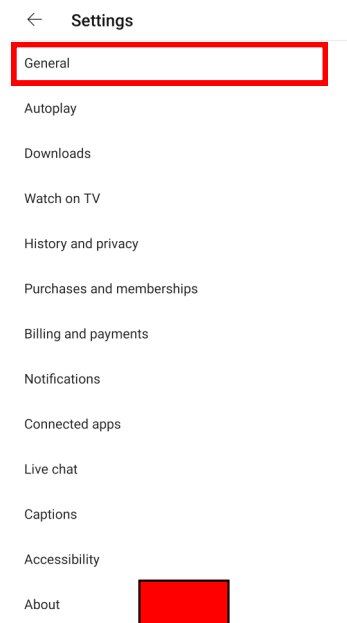 Settings
General
Autoplay
Downloads
Watch on TV
History and privacy
Purchases and memberships
Billing and payments
Notifications
Connected apps
Live chat
Captions
Accessibility
About